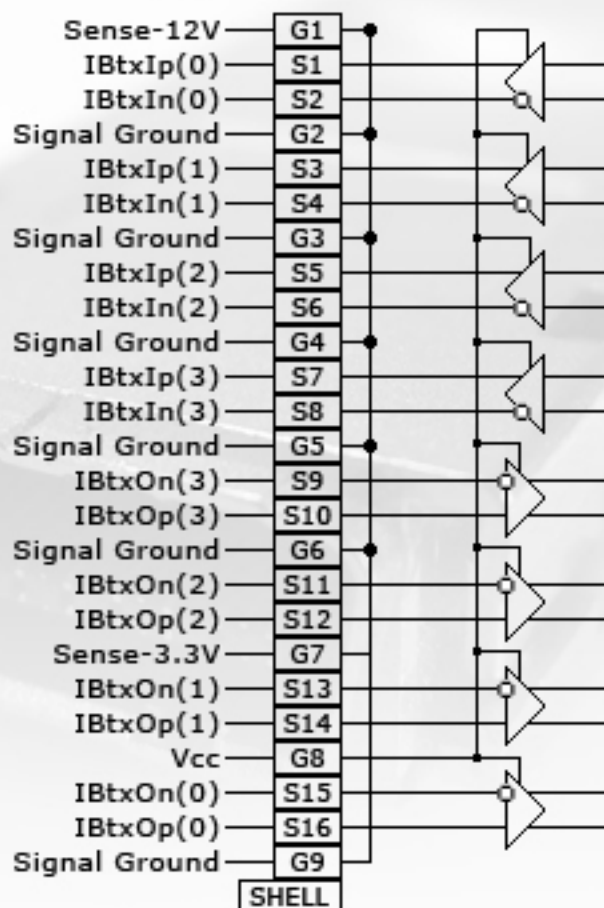 Sense-12V G1
IBtxIp(0) S1
IBtxIn(0) S2
Signal Ground G2
IBtxIp(1) S3
IBtxIn(1) S4
Signal Ground G3
IBtxIp(2) S5
IBtxIn(2) S6
Signal Ground G4
IBtxIp(3) S7
IBtxIn(3) S8
Signal Ground G5
IBtxOn(3) S9
IBtxOp(3) S10
Signal Ground G6
IBtxOn(2) S11
IBtxOp(2) S12
Sense-3.3V G7
IBtxOn(1) S13
IBtxOp(1) S14
Vcc G8
IBtxOn(0) S15
IBtxOp(0) S16
Signal Ground G9
SHELL